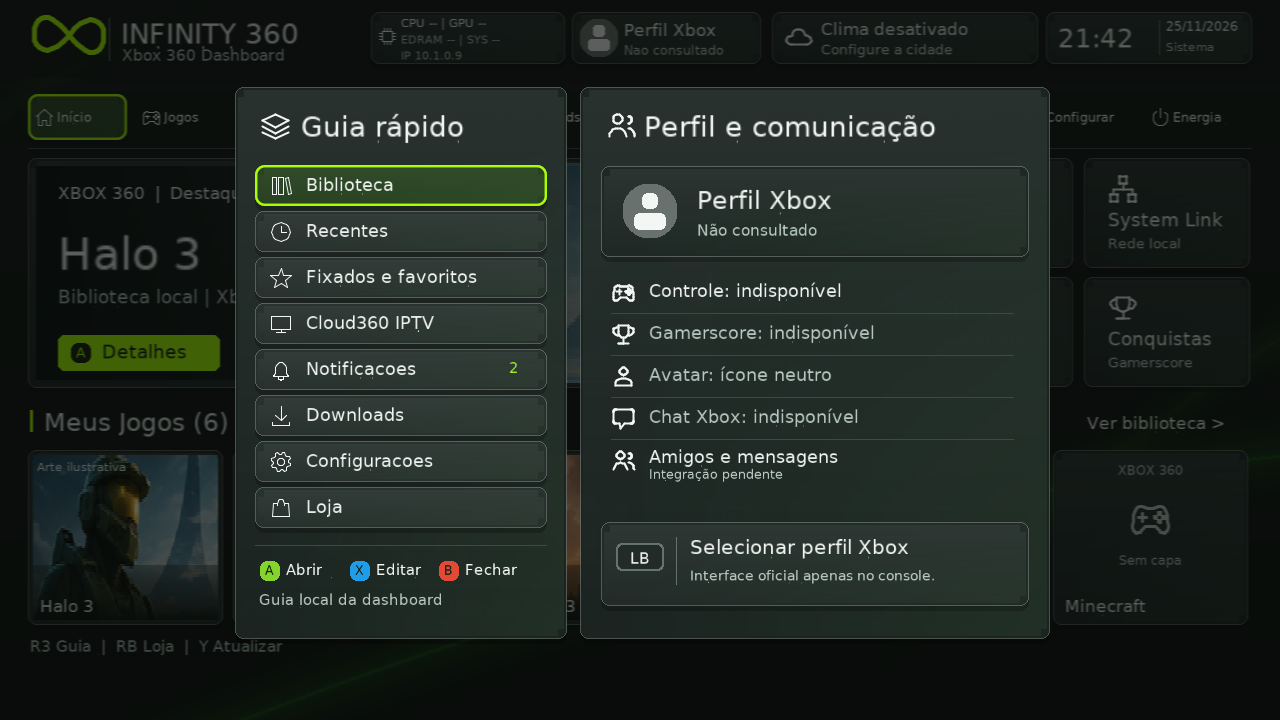 INFINITY 360
Xbox 360 Dashboard
CPU -- | GPU --
EDRAM -- | SYS --
IP 10.1.0.9
Perfil Xbox
Nao consultado
Clima desativado
Configure a cidade
21:42
25/11/2026
Sistema
Início
Jogos
ds
Configurar
Energia
Guia rápido
Biblioteca
Recentes
Fixados e favoritos
Cloud360 IPTV
Notificacoes 2
Downloads
Configuracoes
Loja
A Abrir
X Editar
B Fechar
Guia local da dashboard
Perfil e comunicação
Perfil Xbox
Não consultado
Controle: indisponível
Gamerscore: indisponível
Avatar: ícone neutro
Chat Xbox: indisponível
Amigos e mensagens
Integração pendente
LB
Selecionar perfil Xbox
Interface oficial apenas no console.
XBOX 360 | Destaqu
Halo 3
Biblioteca local | Xb
A Detalhes
System Link
Rede local
Conquistas
Gamerscore
Meus Jogos (6)
Ver biblioteca >
Arte ilustrativa
Halo 3
3
XBOX 360
Sem capa
Minecraft
R3 Guia | RB Loja | Y Atualizar